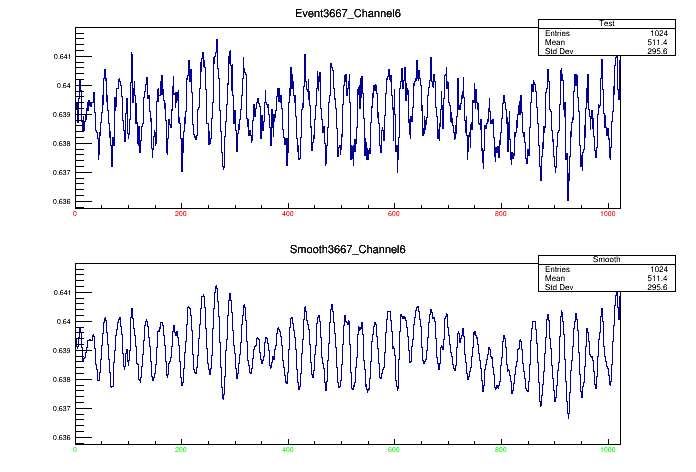 Event3667_Channel6
Test
Entries 1024
Mean 511.4
Std Dev 295.6
0.641
0.64
0.639
0.638
0.637
0.636
0 200 400 600 800 1000
Smooth3667_Channel6
Smooth
Entries 1024
Mean 511.4
Std Dev 295.6
0.641
0.64
0.639
0.638
0.637
0.636
0 200 400 600 800 1000